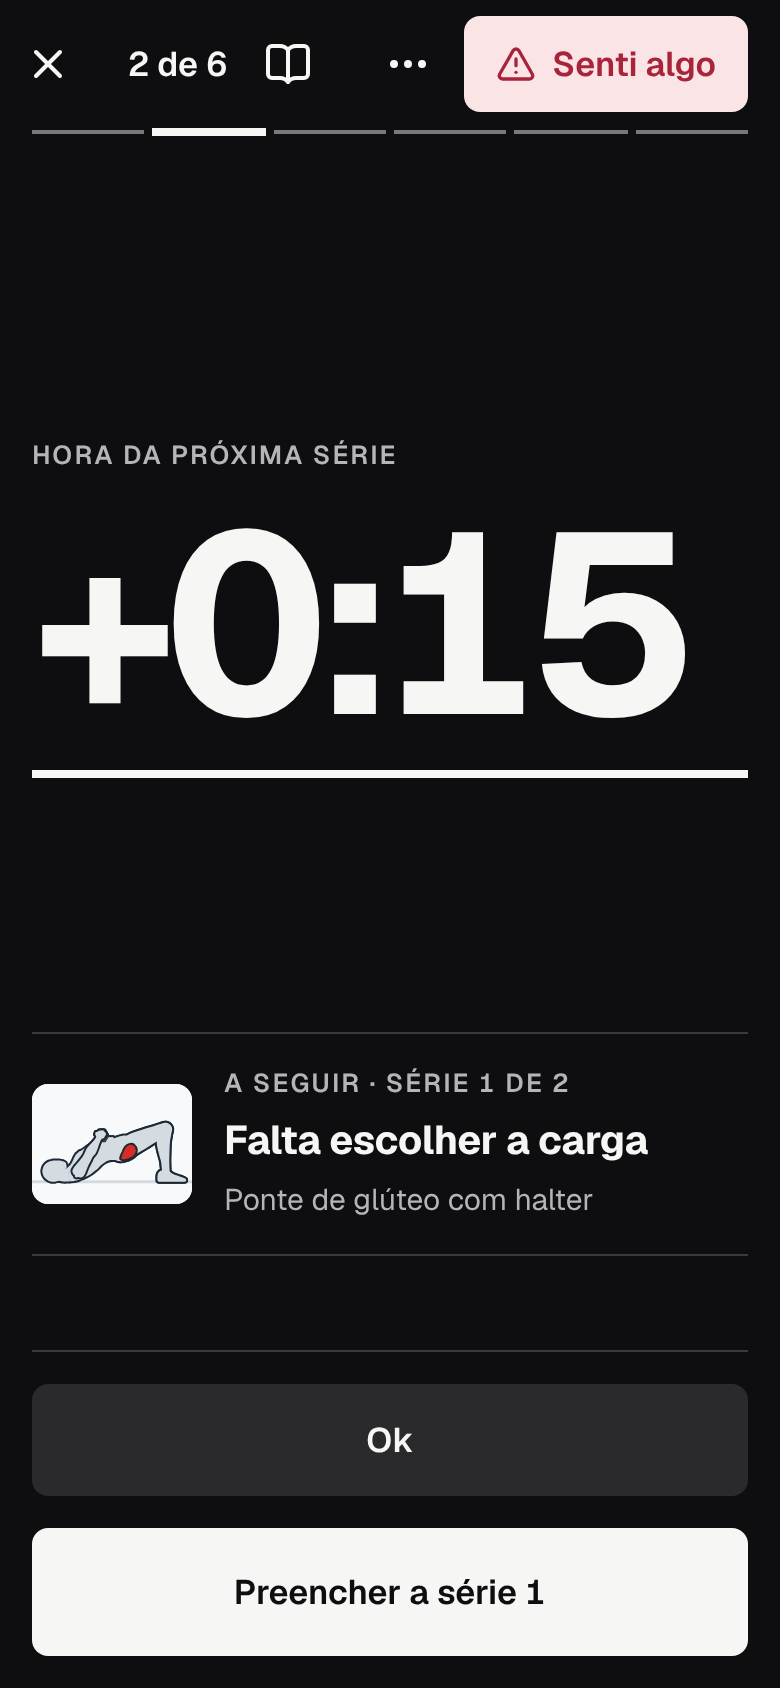 2 de 6
Senti algo
HORA DA PRÓXIMA SÉRIE
+0:15
A SEGUIR · SÉRIE 1 DE 2
Falta escolher a carga
Ponte de glúteo com halter
Ok
Preencher a série 1